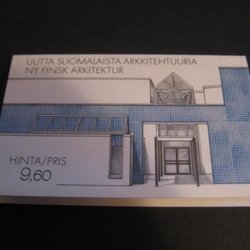 UUTTA SUOMALAISTA ARKKITEHTUURIA
NY FINSK ARKITEKTUR
HINTA/PRIS
9,60